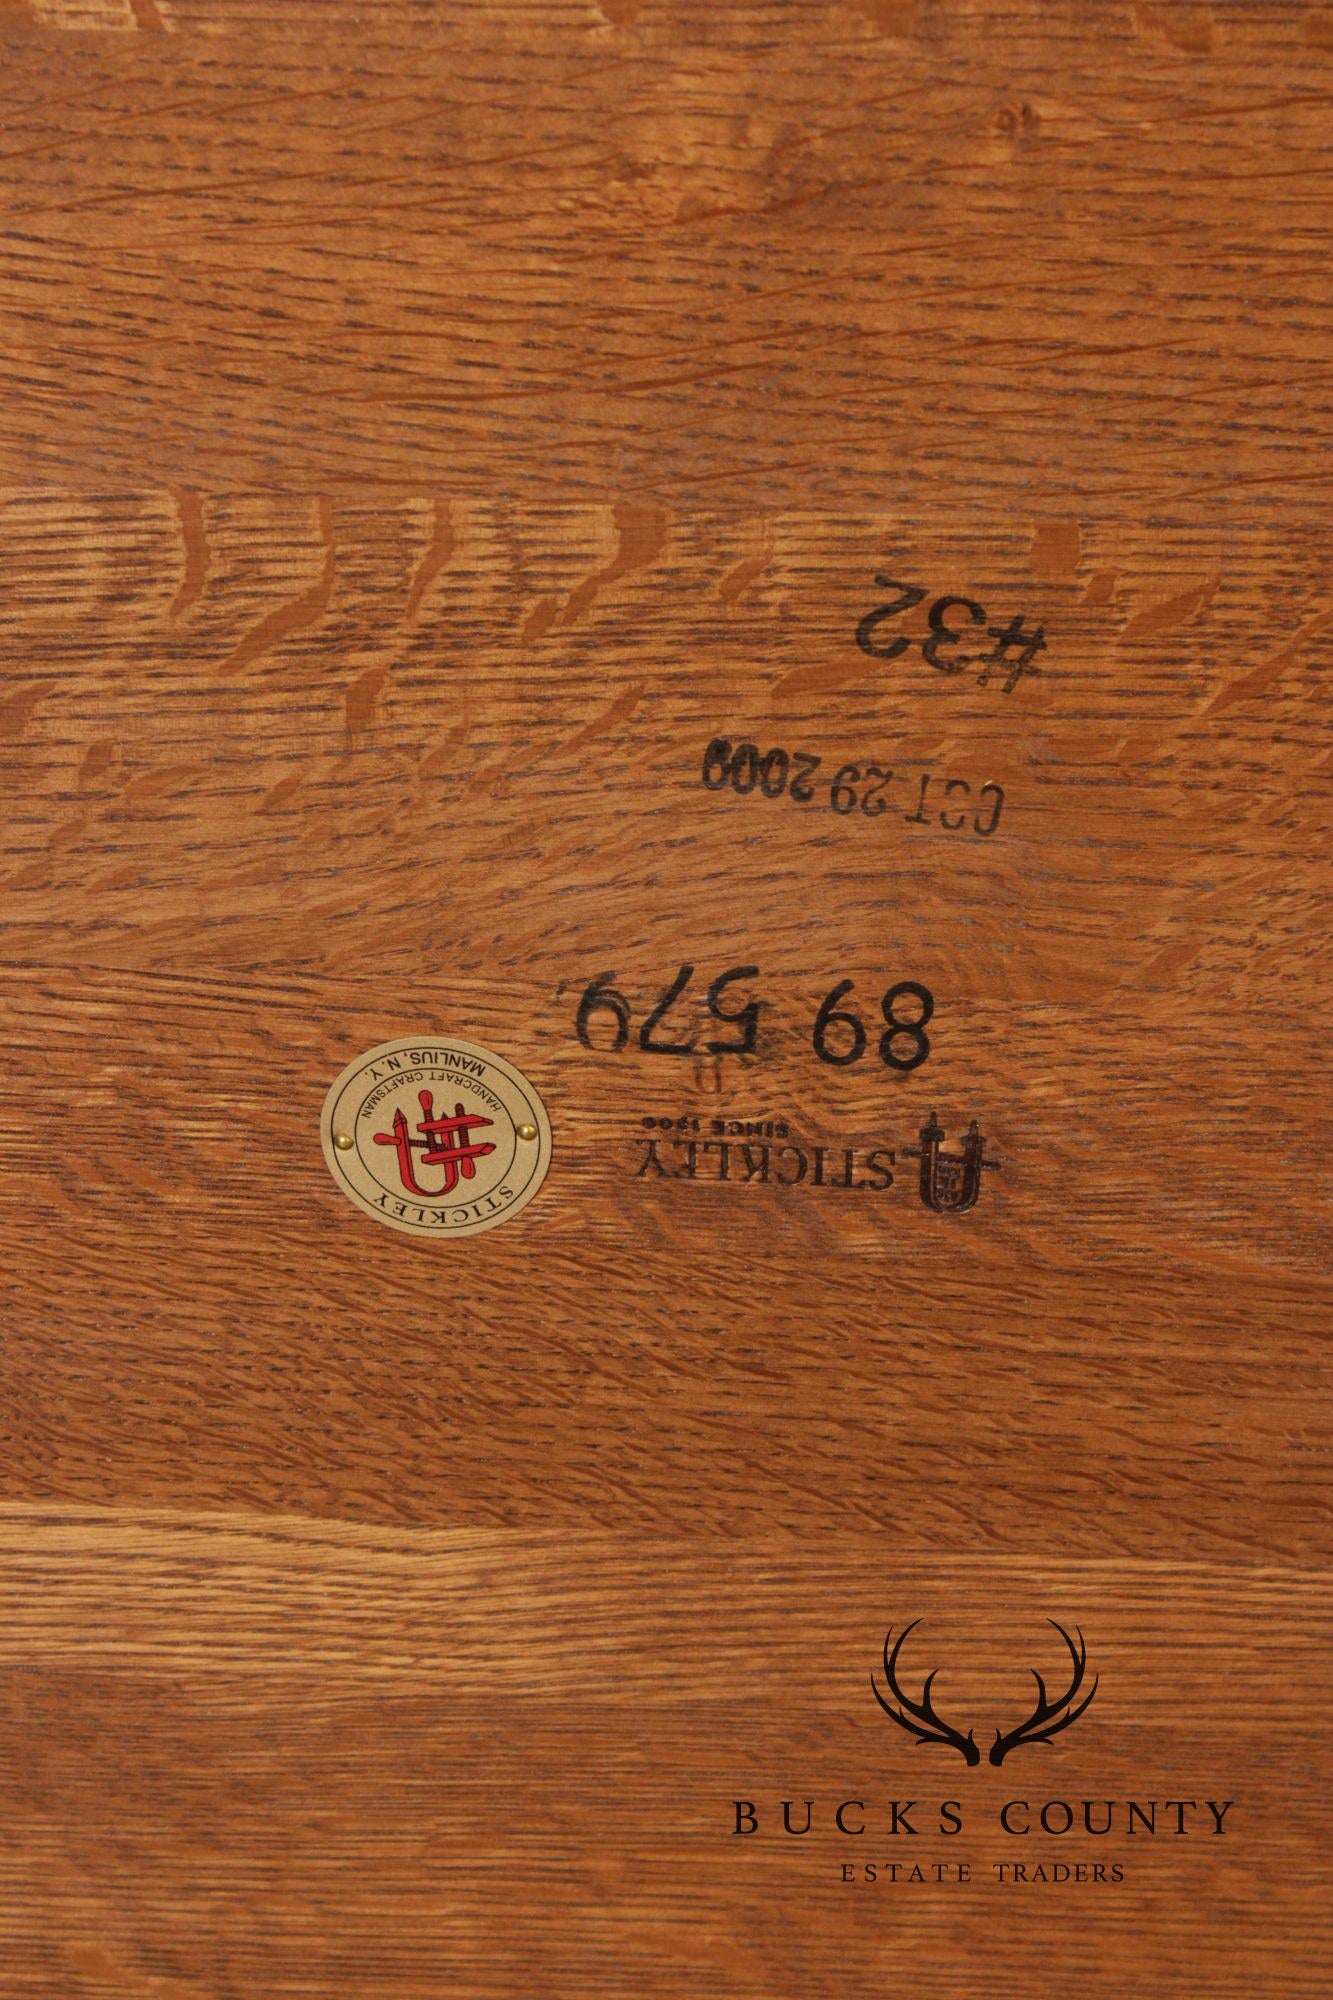 STICKLEY
SINCE 1900
89 579
OCT 29 2009
#32
STICKLEY
HANDCRAFT CRAFTSMAN
MANLIUS, N.Y.
BUCKS COUNTY
ESTATE TRADERS